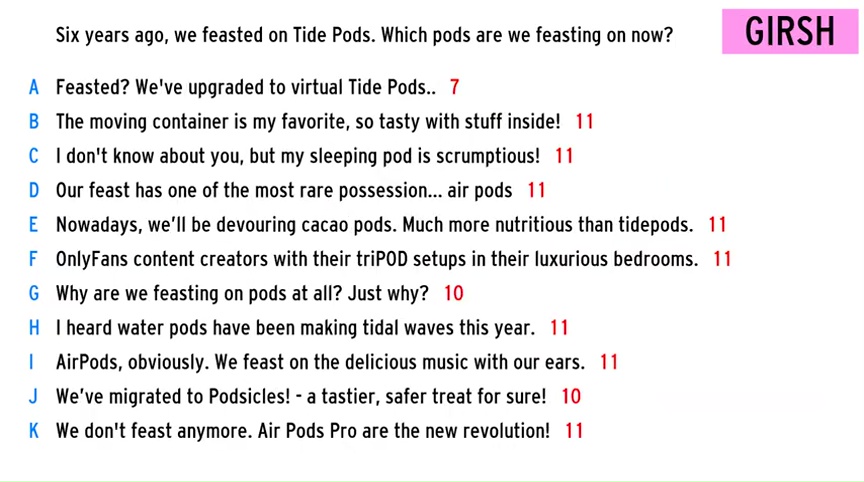 Six years ago, we feasted on Tide Pods. Which pods are we feasting on now?
GIRSH
A Feasted? We've upgraded to virtual Tide Pods.. 7
B The moving container is my favorite, so tasty with stuff inside! 11
C I don't know about you, but my sleeping pod is scrumptious! 11
D Our feast has one of the most rare possession... air pods 11
E Nowadays, we'll be devouring cacao pods. Much more nutritious than tidepods. 11
F OnlyFans content creators with their triPOD setups in their luxurious bedrooms. 11
G Why are we feasting on pods at all? Just why? 10
H I heard water pods have been making tidal waves this year. 11
I AirPods, obviously. We feast on the delicious music with our ears. 11
J We've migrated to Podsicles! - a tastier, safer treat for sure! 10
K We don't feast anymore. Air Pods Pro are the new revolution! 11